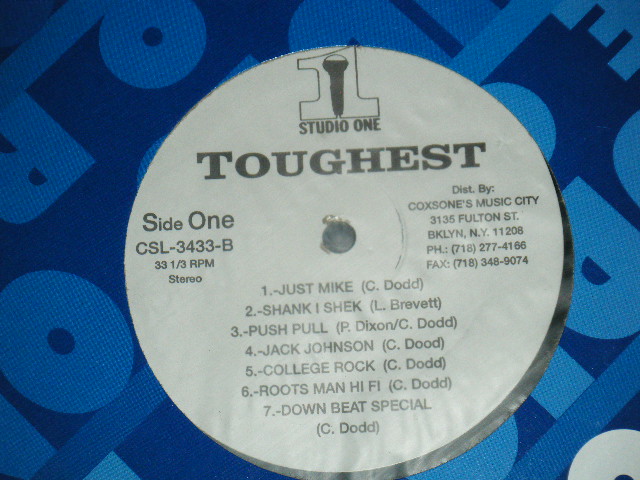 1
STUDIO ONE
TOUGHEST
Side One
CSL-3433-B
33 1/3 RPM
Stereo
Dist. By:
COXSONE'S MUSIC CITY
3135 FULTON ST.
BKLYN, N.Y. 11208
PH.: (718) 277-4166
FAX: (718) 348-9074
1.-JUST MIKE (C. Dodd)
2.-SHANK I SHEK (L. Brevett)
3.-PUSH PULL (P. Dixon/C. Dodd)
4.-JACK JOHNSON (C. Dodd)
5.-COLLEGE ROCK (C. Dodd)
6.-ROOTS MAN HI FI (C. Dodd)
7.-DOWN BEAT SPECIAL
(C. Dodd)